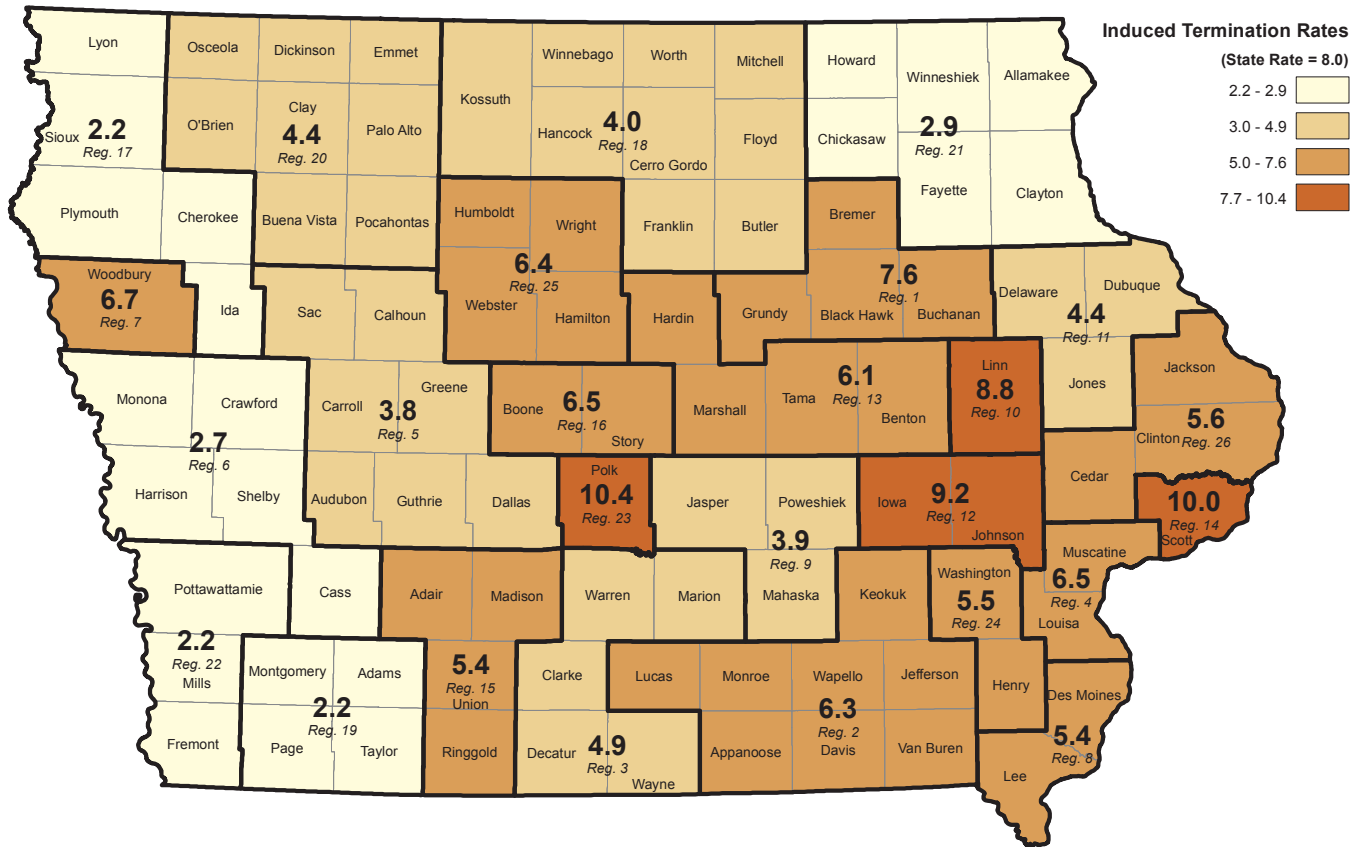 Induced Termination Rates
(State Rate = 8.0)
2.2 - 2.9
3.0 - 4.9
5.0 - 7.6
7.7 - 10.4
Lyon
Osceola
Dickinson
Emmet
Winnebago
Worth
Mitchell
Howard
Winneshiek
Allamakee
Kossuth
Clay
O'Brien
4.4
Reg. 20
Palo Alto
Sioux
2.2
Reg. 17
Hancock
4.0
Reg. 18
Cerro Gordo
Floyd
Chickasaw
2.9
Reg. 21
Fayette
Clayton
Plymouth
Cherokee
Buena Vista
Pocahontas
Humboldt
Wright
Franklin
Butler
Bremer
Woodbury
6.7
Reg. 7
Ida
Sac
Calhoun
6.4
Reg. 25
Webster
Hamilton
Hardin
Grundy
7.6
Reg. 1
Black Hawk
Buchanan
Delaware
Dubuque
4.4
Reg. 11
Jones
Jackson
Monona
Crawford
2.7
Reg. 6
Harrison
Shelby
Carroll
Greene
3.8
Reg. 5
Audubon
Guthrie
Dallas
Boone
6.5
Reg. 16
Story
Marshall
Tama
6.1
Reg. 13
Benton
Linn
8.8
Reg. 10
5.6
Clinton
Reg. 26
Cedar
Polk
10.4
Reg. 23
Jasper
Poweshiek
3.9
Reg. 9
Mahaska
Iowa
9.2
Reg. 12
Johnson
10.0
Reg. 14
Scott
Muscatine
6.5
Reg. 4
Louisa
Pottawattamie
Cass
Adair
Madison
Warren
Marion
Keokuk
Washington
5.5
Reg. 24
2.2
Reg. 22
Mills
Fremont
Montgomery
Adams
2.2
Reg. 19
Page
Taylor
5.4
Reg. 15
Union
Ringgold
Clarke
Decatur
4.9
Reg. 3
Wayne
Lucas
Monroe
Wapello
Jefferson
6.3
Reg. 2
Appanoose
Davis
Van Buren
Henry
Des Moines
5.4
Reg. 8
Lee